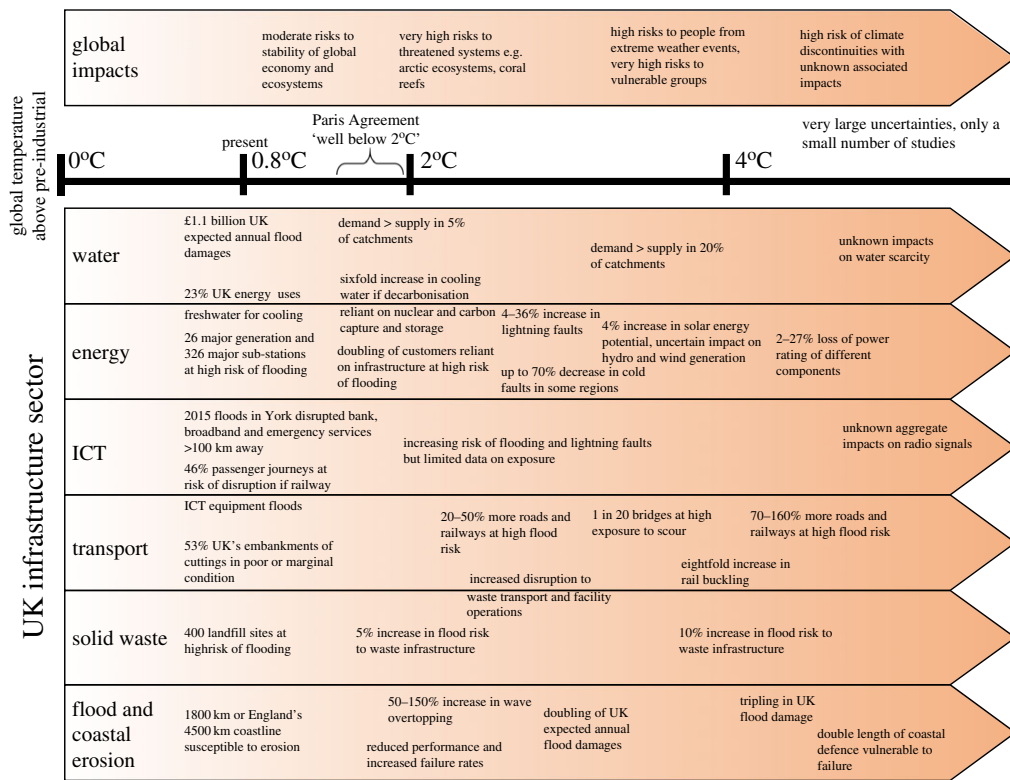 global
impacts
moderate risks to
stability of global
economy and
ecosystems
very high risks to
threatened systems e.g.
arctic ecosystems, coral
reefs
high risks to people from
extreme weather events,
very high risks to
vulnerable groups
high risk of climate
discontinuities with
unknown associated
impacts
global temperature
above pre-industrial
0°C
present
0.8°C
Paris Agreement
‘well below 2°C’
2°C
4°C
very large uncertainties, only a
small number of studies
UK infrastructure sector
water
£1.1 billion UK
expected annual flood
damages
23% UK energy uses
freshwater for cooling
demand > supply in 5%
of catchments
sixfold increase in cooling
water if decarbonisation
reliant on nuclear and carbon
capture and storage
demand > supply in 20%
of catchments
unknown impacts
on water scarcity
energy
26 major generation and
326 major sub-stations
at high risk of flooding
doubling of customers reliant
on infrastructure at high risk
of flooding
4–36% increase in
lightning faults
up to 70% decrease in cold
faults in some regions
4% increase in solar energy
potential, uncertain impact on
hydro and wind generation
2–27% loss of power
rating of different
components
ICT
2015 floods in York disrupted bank,
broadband and emergency services
>100 km away
46% passenger journeys at
risk of disruption if railway
ICT equipment floods
increasing risk of flooding and lightning faults
but limited data on exposure
unknown aggregate
impacts on radio signals
transport
53% UK’s embankments of
cuttings in poor or marginal
condition
20–50% more roads and
railways at high flood
risk
1 in 20 bridges at high
exposure to scour
eightfold increase in
rail buckling
70–160% more roads and
railways at high flood risk
increased disruption to
waste transport and facility
operations
solid waste
400 landfill sites at
highrisk of flooding
5% increase in flood risk
to waste infrastructure
10% increase in flood risk to
waste infrastructure
flood and
coastal
erosion
1800 km or England’s
4500 km coastline
susceptible to erosion
50–150% increase in wave
overtopping
reduced performance and
increased failure rates
doubling of UK
expected annual
flood damages
tripling in UK
flood damage
double length of coastal
defence vulnerable to
failure